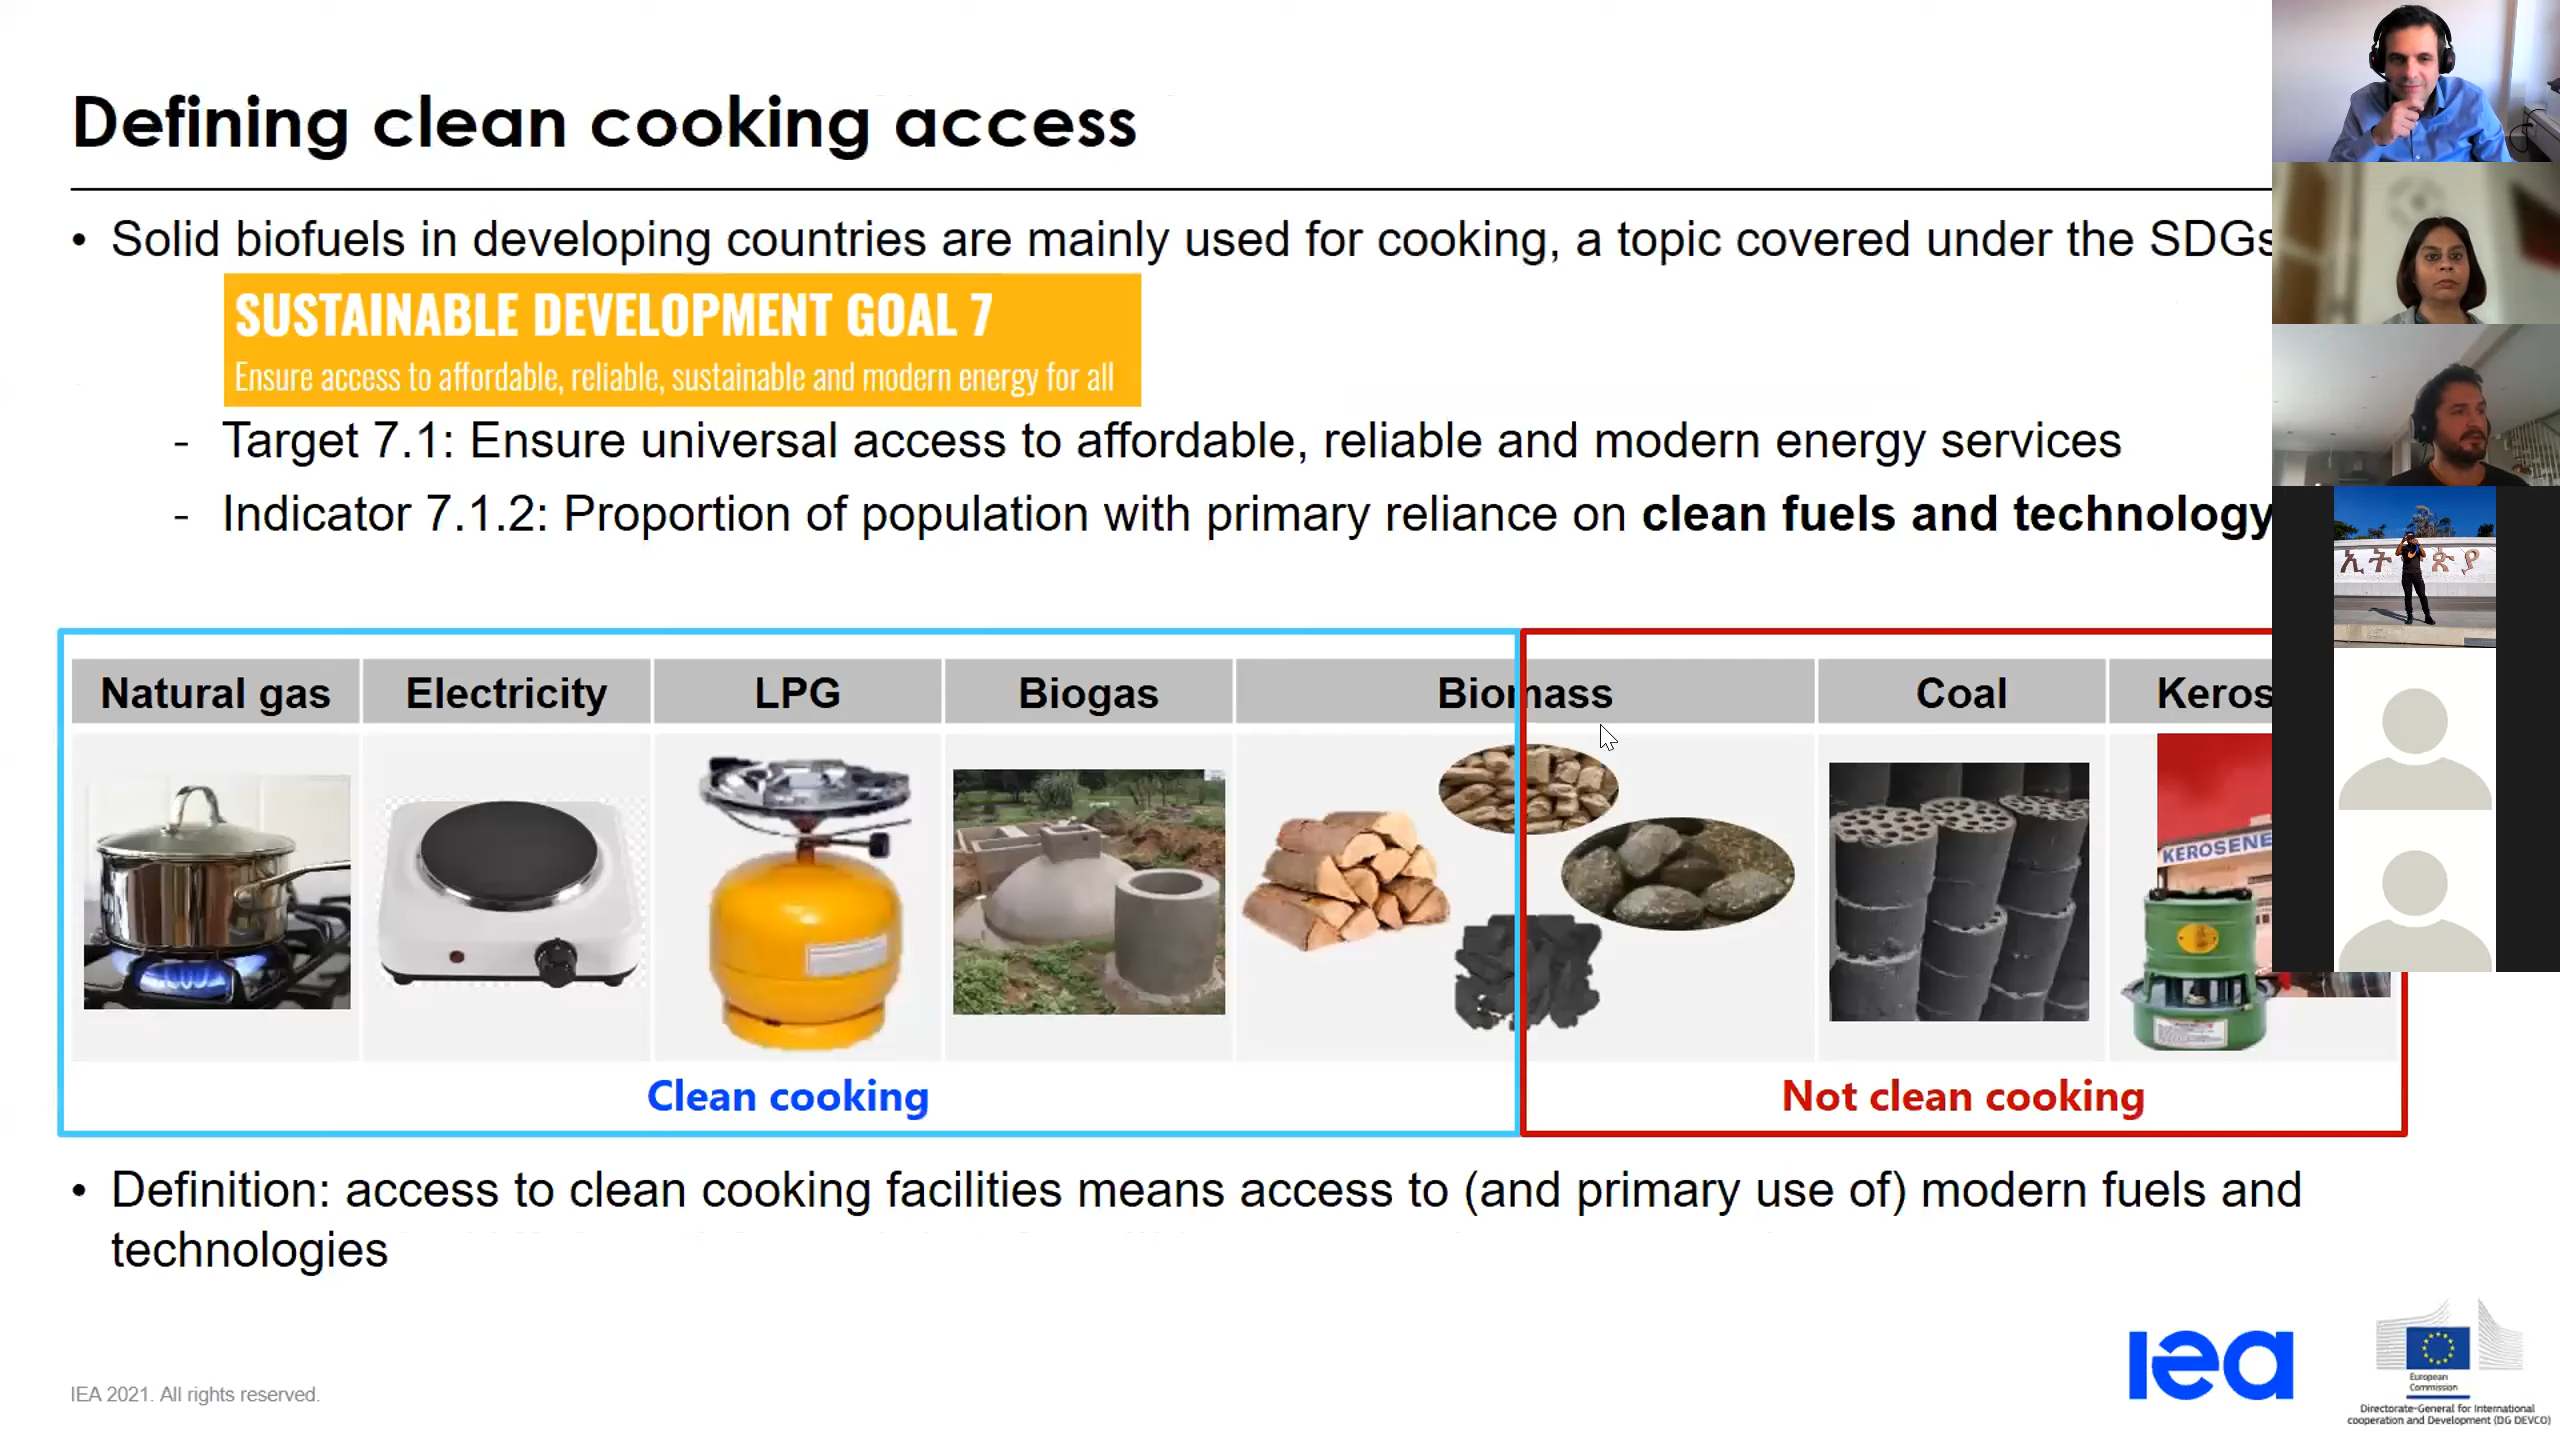 Defining clean cooking access
• Solid biofuels in developing countries are mainly used for cooking, a topic covered under the SDGs
SUSTAINABLE DEVELOPMENT GOAL 7
Ensure access to affordable, reliable, sustainable and modern energy for all
- Target 7.1: Ensure universal access to affordable, reliable and modern energy services
- Indicator 7.1.2: Proportion of population with primary reliance on clean fuels and technology
Natural gas Electricity LPG Biogas Biomass Coal Keros
KEROSENE
Clean cooking Not clean cooking
• Definition: access to clean cooking facilities means access to (and primary use of) modern fuels and
technologies
IEA 2021. All rights reserved.
iea
European
Commission
Directorate-General for International
cooperation and Development (DG DEVCO)